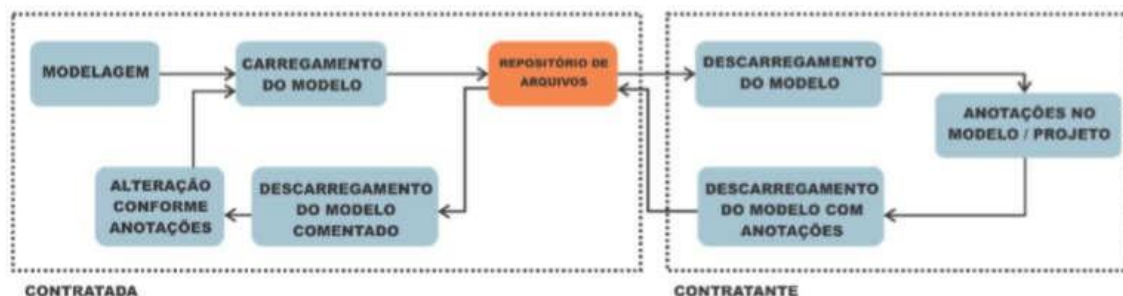 MODELAGEM
CARREGAMENTO
DO MODELO
REPOSITÓRIO DE
ARQUIVOS
DESCARREGAMENTO
DO MODELO
ANOTAÇÕES NO
MODELO / PROJETO
ALTERAÇÃO
CONFORME
ANOTAÇÕES
DESCARREGAMENTO
DO MODELO
COMENTADO
DESCARREGAMENTO
DO MODELO COM
ANOTAÇÕES
CONTRATADA
CONTRATANTE